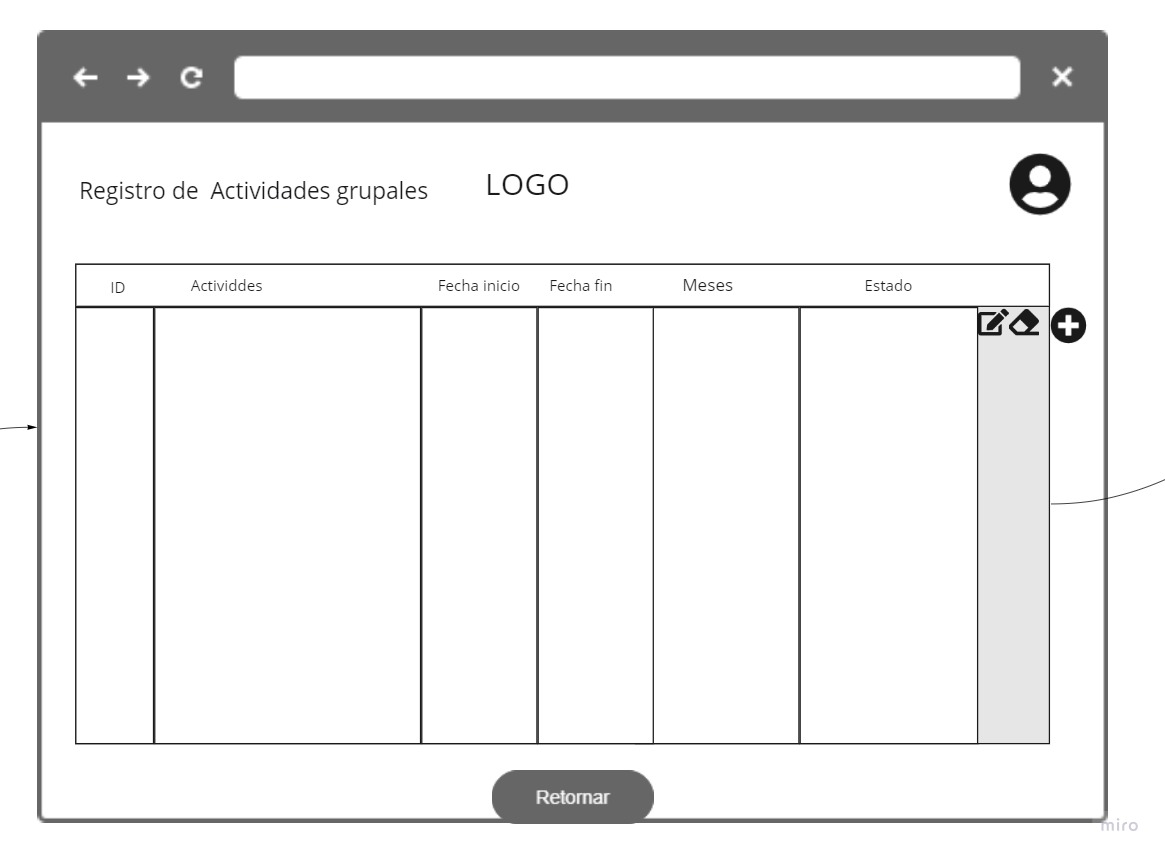 Registro de Actividades grupales
LOGO
ID
Actividdes
Fecha inicio
Fecha fin
Meses
Estado
Retornar
miro